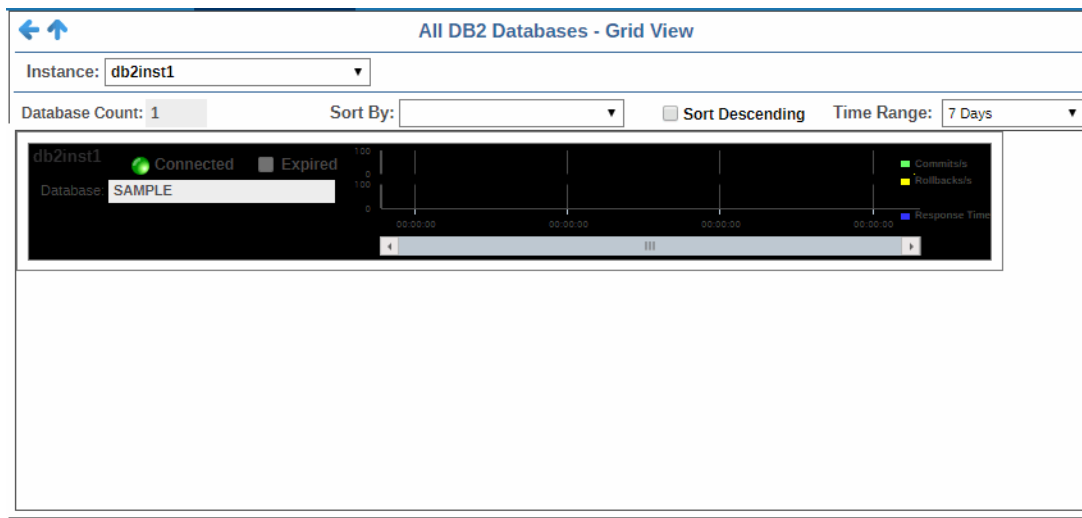 All DB2 Databases - Grid View
Instance: db2inst1
Database Count: 1 Sort By: Sort Descending Time Range: 7 Days
db2inst1 Connected Expired
Database: SAMPLE
100
0
100
0
00:00:00 00:00:00 00:00:00 00:00:00
Commits/s
Rollbacks/s
Response Time